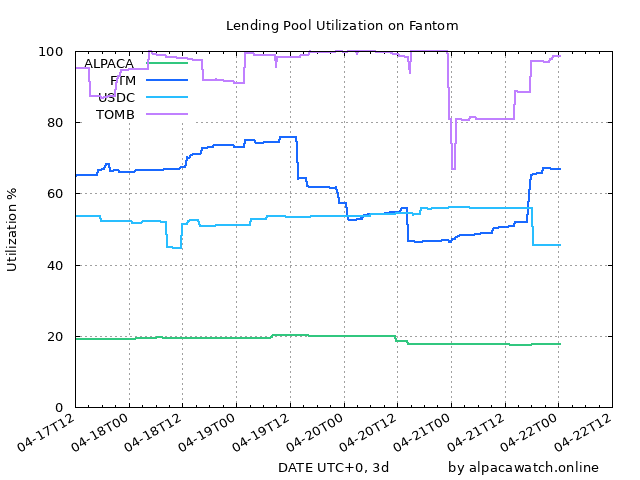 Lending Pool Utilization on Fantom
100
80
60
40
20
0
Utilization %
ALPACA
FTM
USDC
TOMB
04-17T12
04-18T00
04-18T12
04-19T00
04-19T12
04-20T00
04-20T12
04-21T00
04-21T12
04-22T00
04-22T12
DATE UTC+0, 3d
by alpacawatch.online